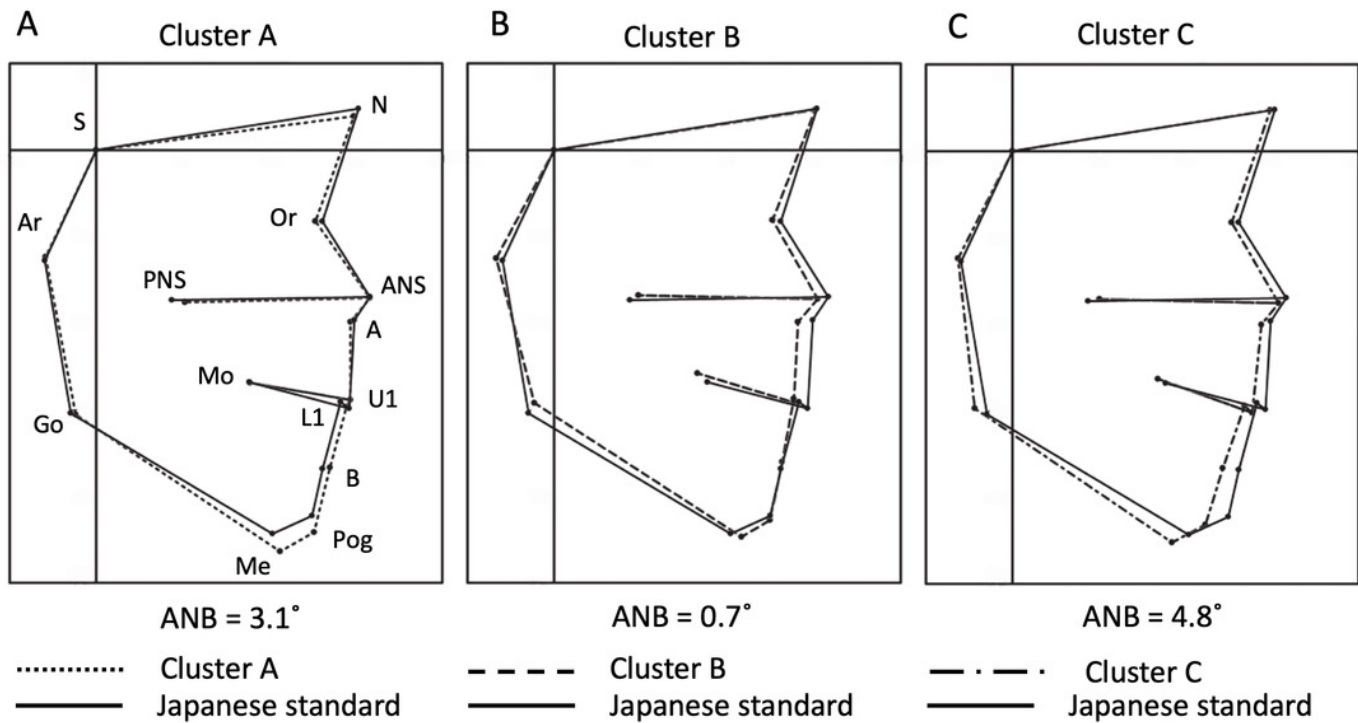 A
Cluster A
B
Cluster B
C
Cluster C
N
S
Or
Ar
PNS
ANS
A
Mo
U1
L1
Go
B
Pog
Me
ANB = 3.1°
ANB = 0.7°
ANB = 4.8°
Cluster A
Cluster B
Cluster C
Japanese standard
Japanese standard
Japanese standard